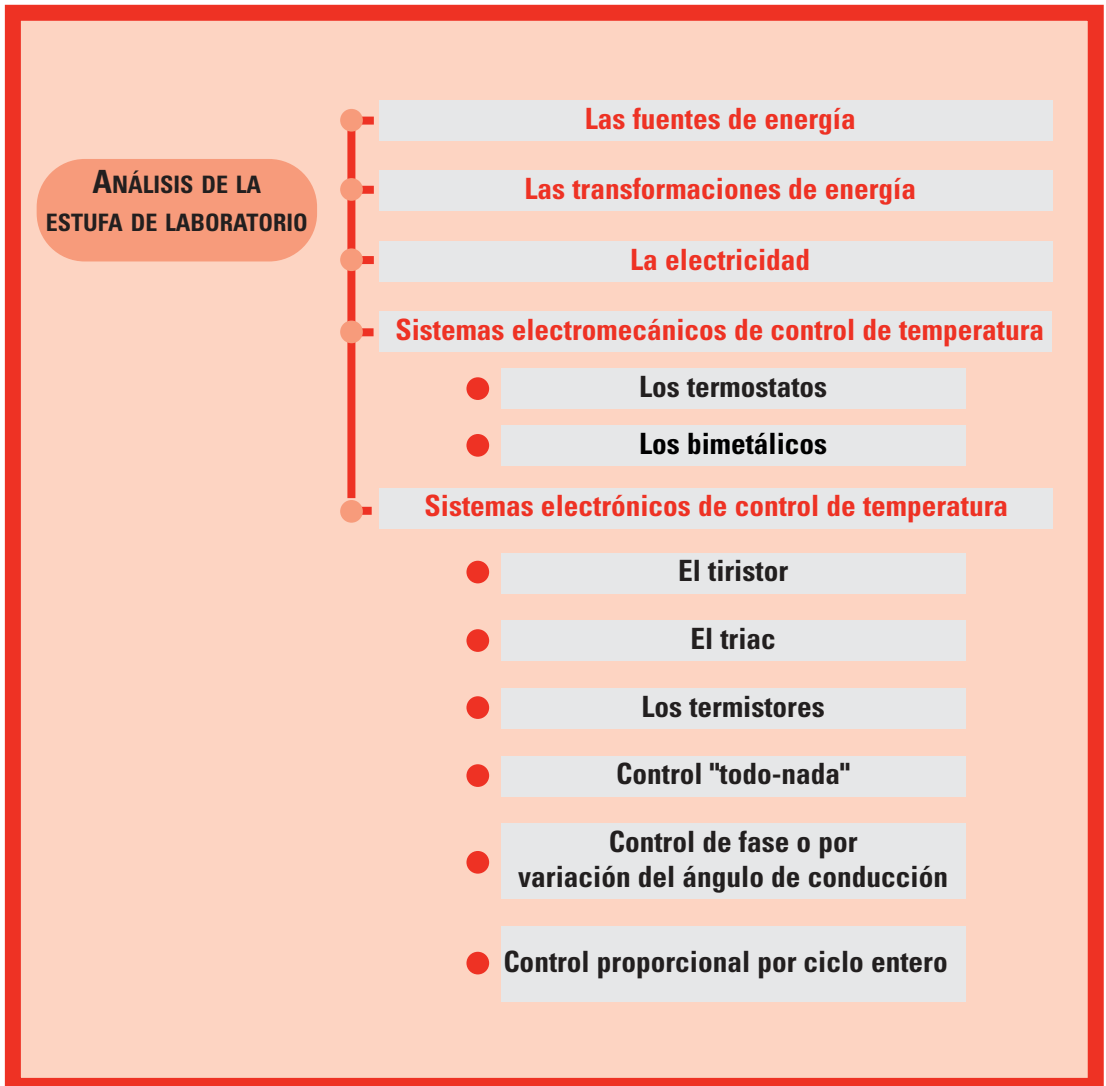 ANÁLISIS DE LA
ESTUFA DE LABORATORIO
Las fuentes de energía
Las transformaciones de energía
La electricidad
Sistemas electromecánicos de control de temperatura
Los termostatos
Los bimetálicos
Sistemas electrónicos de control de temperatura
El tiristor
El triac
Los termistores
Control "todo-nada"
Control de fase o por
variación del ángulo de conducción
Control proporcional por ciclo entero